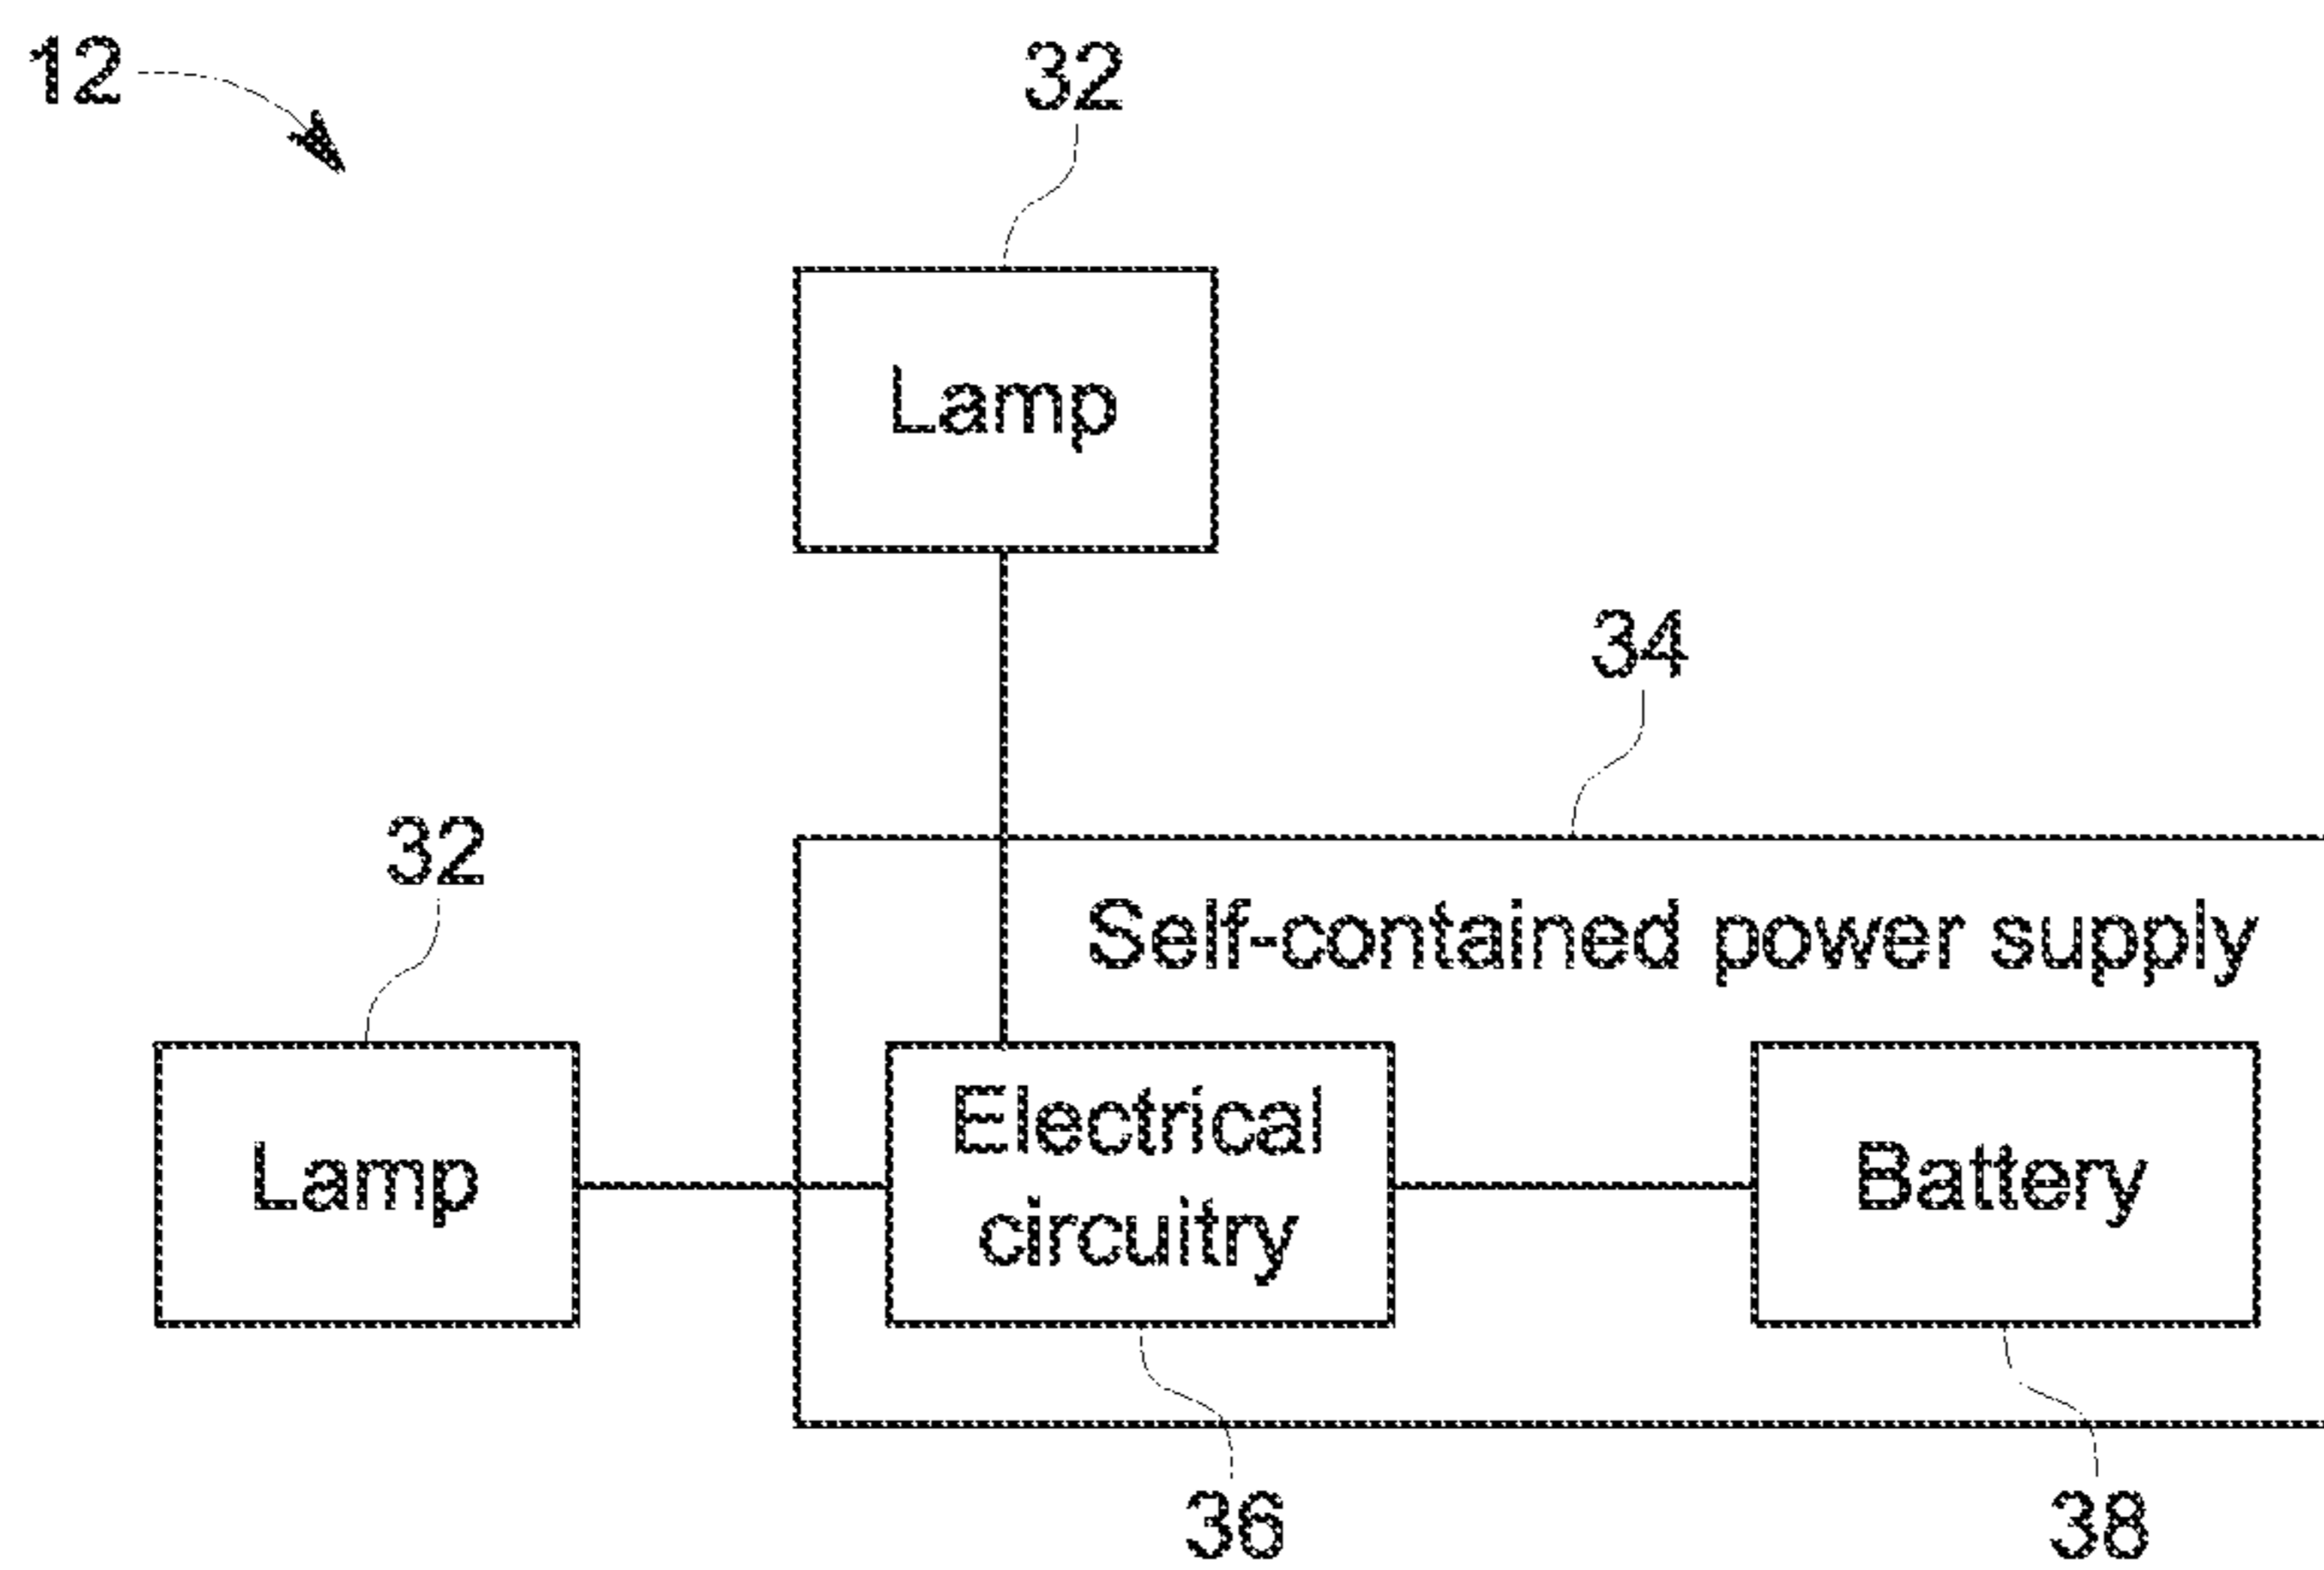 12
32
Lamp
34
32
Self-contained power supply
Lamp
Electrical
circuitry
Battery
36
38